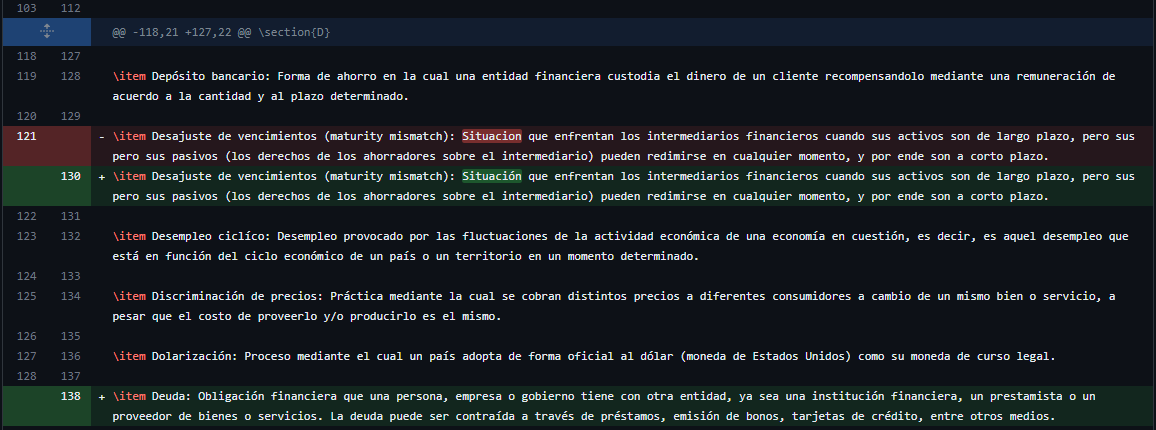 103 112
@@ -118,21 +127,22 @@ \section{D}
118 127
119 128 \item Depósito bancario: Forma de ahorro en la cual una entidad financiera custodia el dinero de un cliente recompensandolo mediante una remuneración de
acuerdo a la cantidad y al plazo determinado.
120 129
121 - \item Desajuste de vencimientos (maturity mismatch): Situacion que enfrentan los intermediarios financieros cuando sus activos son de largo plazo, pero sus
pero sus pasivos (los derechos de los ahorradores sobre el intermediario) pueden redimirse en cualquier momento, y por ende son a corto plazo.
130 + \item Desajuste de vencimientos (maturity mismatch): Situación que enfrentan los intermediarios financieros cuando sus activos son de largo plazo, pero sus
pero sus pasivos (los derechos de los ahorradores sobre el intermediario) pueden redimirse en cualquier momento, y por ende son a corto plazo.
122 131
123 132 \item Desempleo ciclíco: Desempleo provocado por las fluctuaciones de la actividad económica de una economía en cuestión, es decir, es aquel desempleo que
está en función del ciclo económico de un país o un territorio en un momento determinado.
124 133
125 134 \item Discriminación de precios: Práctica mediante la cual se cobran distintos precios a diferentes consumidores a cambio de un mismo bien o servicio, a
pesar que el costo de proveerlo y/o producirlo es el mismo.
126 135
127 136 \item Dolarización: Proceso mediante el cual un país adopta de forma oficial al dólar (moneda de Estados Unidos) como su moneda de curso legal.
128 137
138 + \item Deuda: Obligación financiera que una persona, empresa o gobierno tiene con otra entidad, ya sea una institución financiera, un prestamista o un
proveedor de bienes o servicios. La deuda puede ser contraída a través de préstamos, emisión de bonos, tarjetas de crédito, entre otros medios.